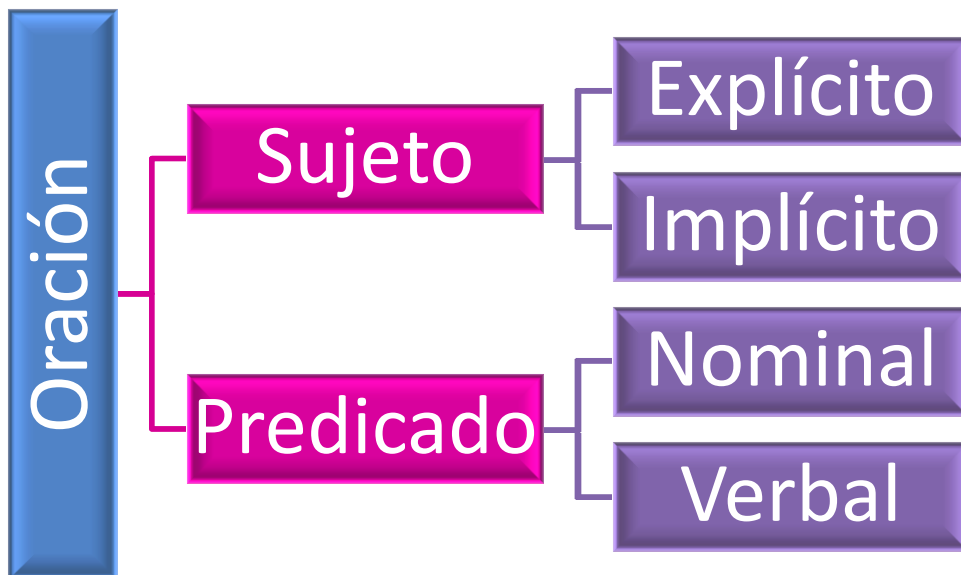 Oración
Sujeto
Explícito
Implícito
Predicado
Nominal
Verbal